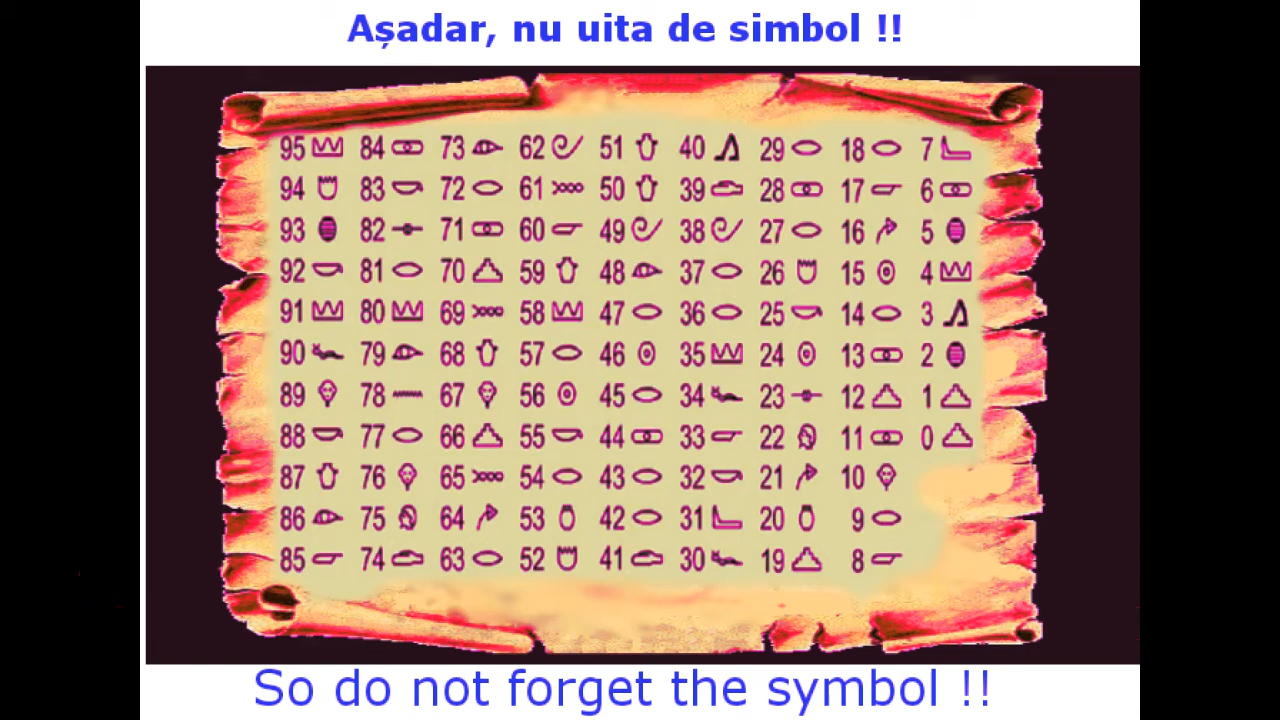 Așadar, nu uita de simbol !!
95 84 73 62 51 40 29 18 7
94 83 72 61 50 39 28 17 6
93 82 71 60 49 38 27 16 5
92 81 70 59 48 37 26 15 4
91 80 69 58 47 36 25 14 3
90 79 68 57 46 35 24 13 2
89 78 67 56 45 34 23 12 1
88 77 66 55 44 33 22 11 0
87 76 65 54 43 32 21 10
86 75 64 53 42 31 20 9
85 74 63 52 41 30 19 8
So do not forget the symbol !!